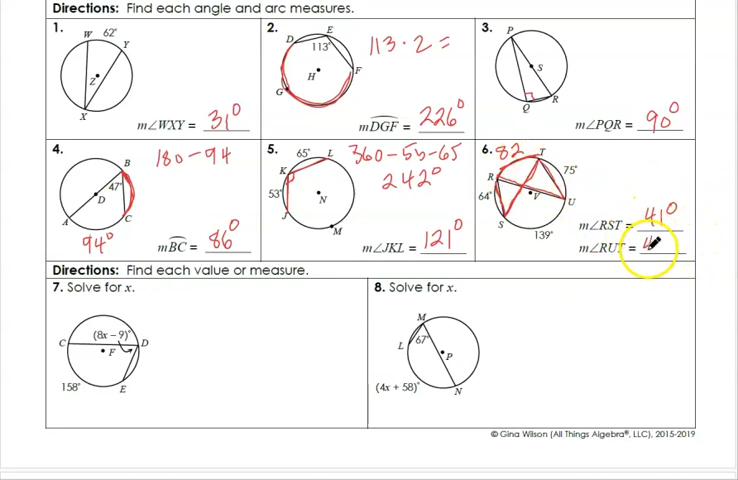 Directions: Find each angle and arc measures.
1.
W 62°
Y
Z
X
m∠WXY = 31°
2.
113 · 2 =
D E
113°
F
H
G
mDGF = 226°
3.
P
S
Q R
m∠PQR = 90°
4.
180 - 94
B
47°
D
A C
94°
mBC = 86°
5.
360 - 55 - 65
242°
65° L
K
53°
N
J
M
m∠JKL = 121°
6. 82
T
75°
R
64°
V U
S
139°
m∠RST = 41°
m∠RUT = 4
Directions: Find each value or measure.
7. Solve for x.
(8x – 9)°
C D
F
158°
E
8. Solve for x.
M
67°
L
P
(4x + 58)°
N
© Gina Wilson (All Things Algebra®, LLC), 2015-2019